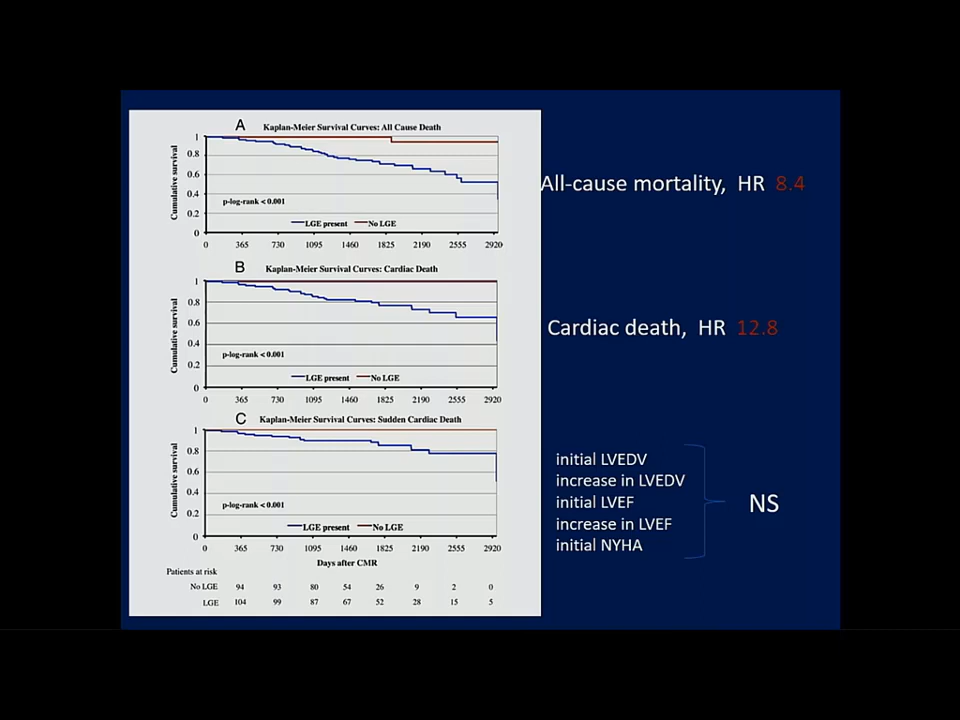 A Kaplan-Meier Survival Curves: All Cause Death
Cumulative survival
1
0.8
0.6
0.4
0.2
0
p-log-rank < 0.001
LGE present No LGE
0 365 730 1095 1460 1825 2190 2555 2920
All-cause mortality, HR 8.4
B Kaplan-Meier Survival Curves: Cardiac Death
Cumulative survival
1
0.8
0.6
0.4
0.2
0
p-log-rank < 0.001
LGE present No LGE
0 365 730 1095 1460 1825 2190 2555 2920
Cardiac death, HR 12.8
C Kaplan-Meier Survival Curves: Sudden Cardiac Death
Cumulative survival
1
0.8
0.6
0.4
0.2
0
p-log-rank < 0.001
LGE present No LGE
0 365 730 1095 1460 1825 2190 2555 2920
Days after CMR
Patients at risk
No LGE 94 93 80 54 26 9 2 0
LGE 104 99 87 67 52 28 15 5
initial LVEDV
increase in LVEDV
initial LVEF
increase in LVEF
initial NYHA
NS